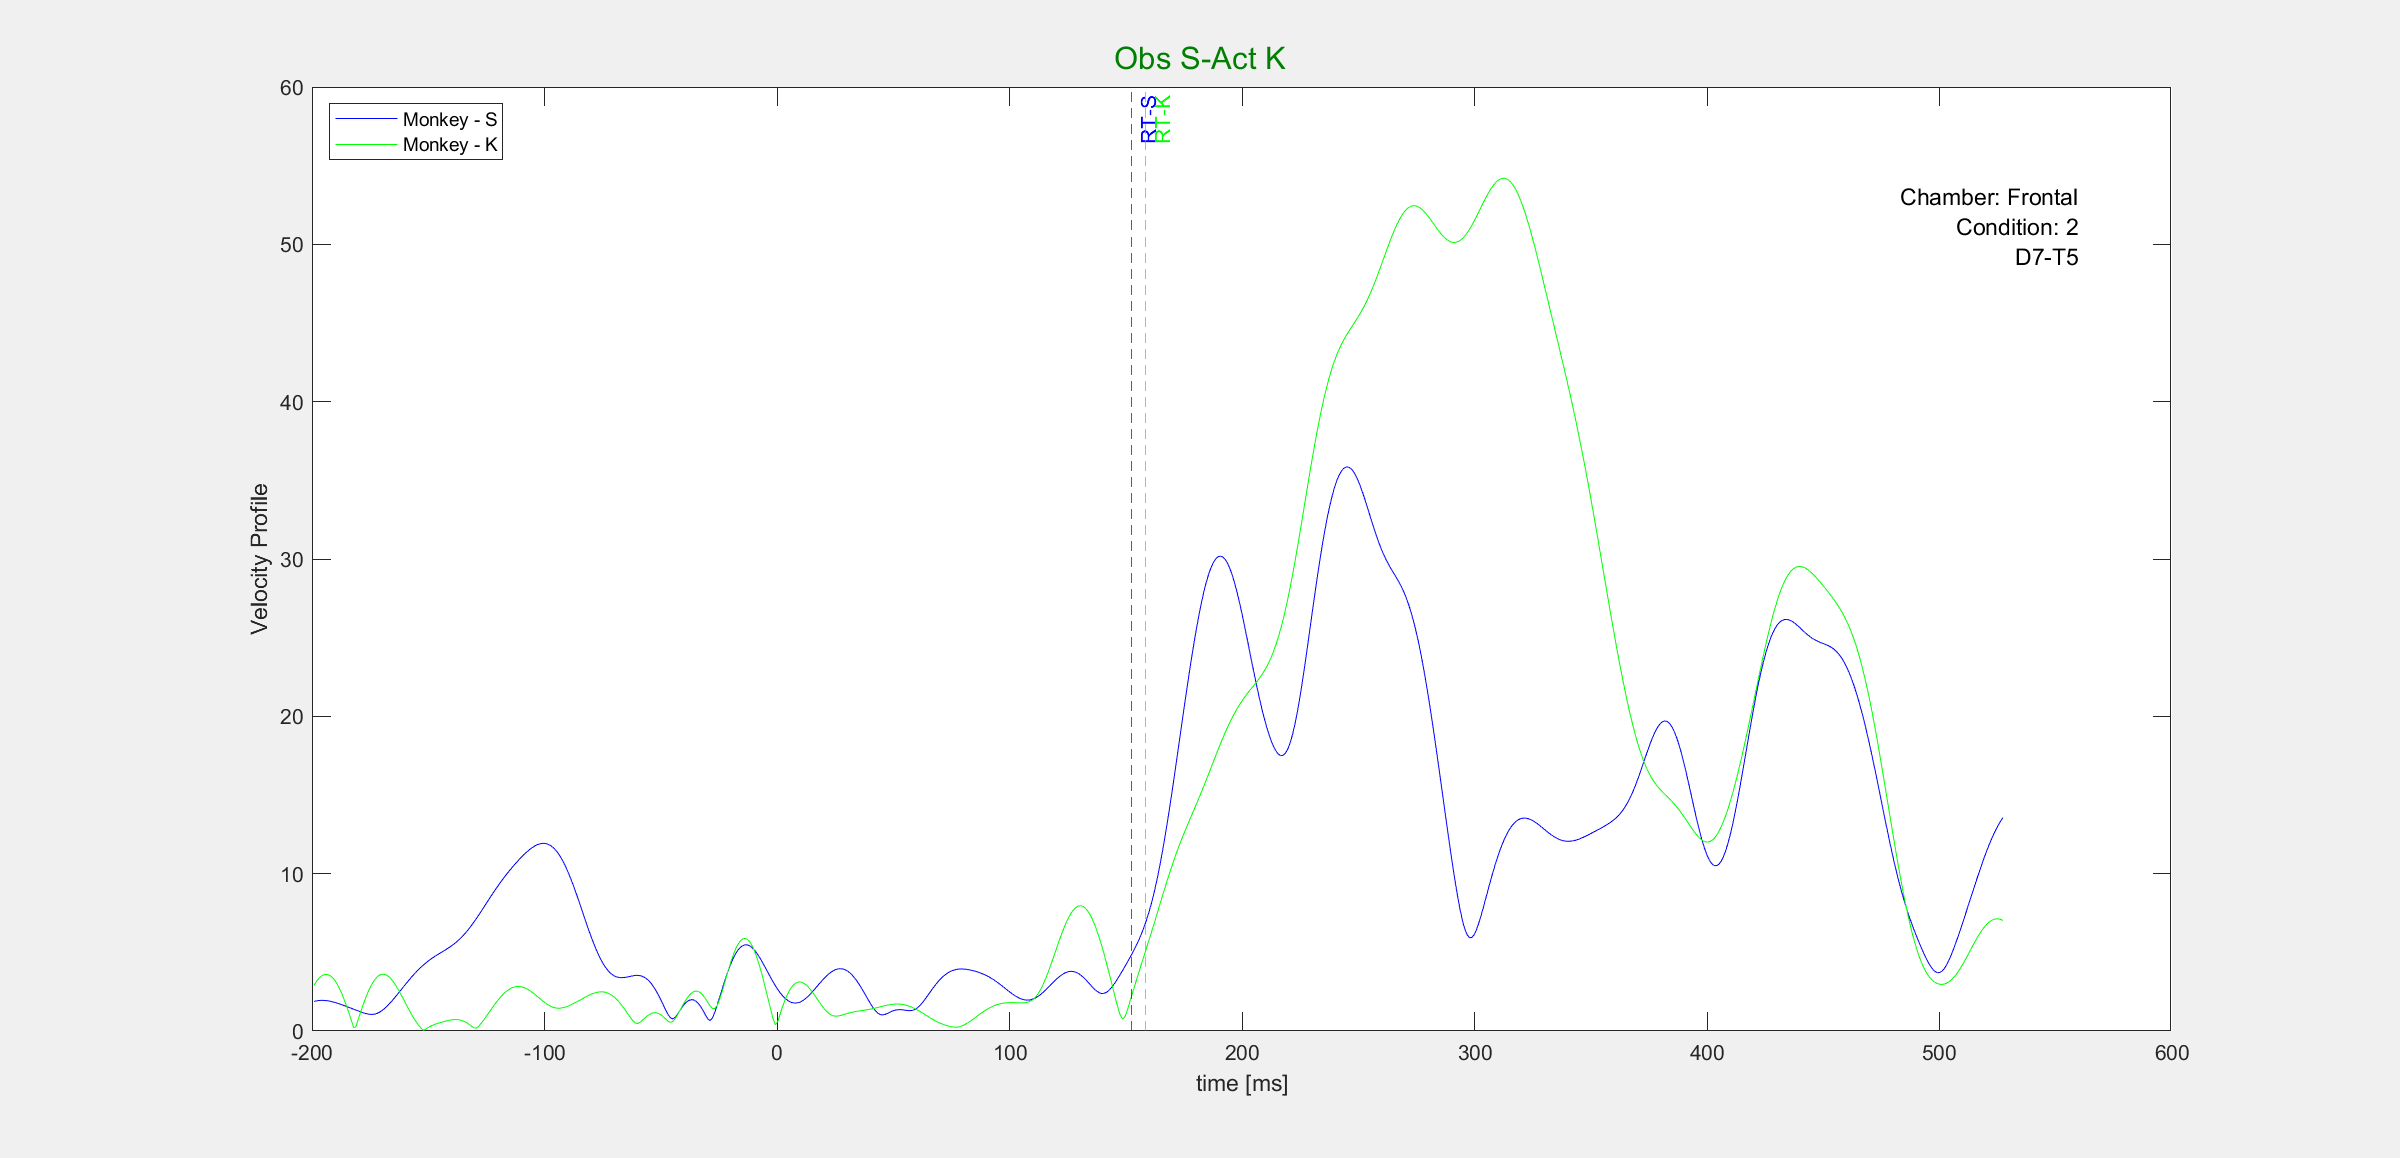 Obs S-Act K
Monkey - S
Monkey - K
RT-S
RT-K
Chamber: Frontal
Condition: 2
D7-T5
Velocity Profile
60
50
40
30
20
10
0
-200
-100
0
100
200
300
400
500
600
time [ms]